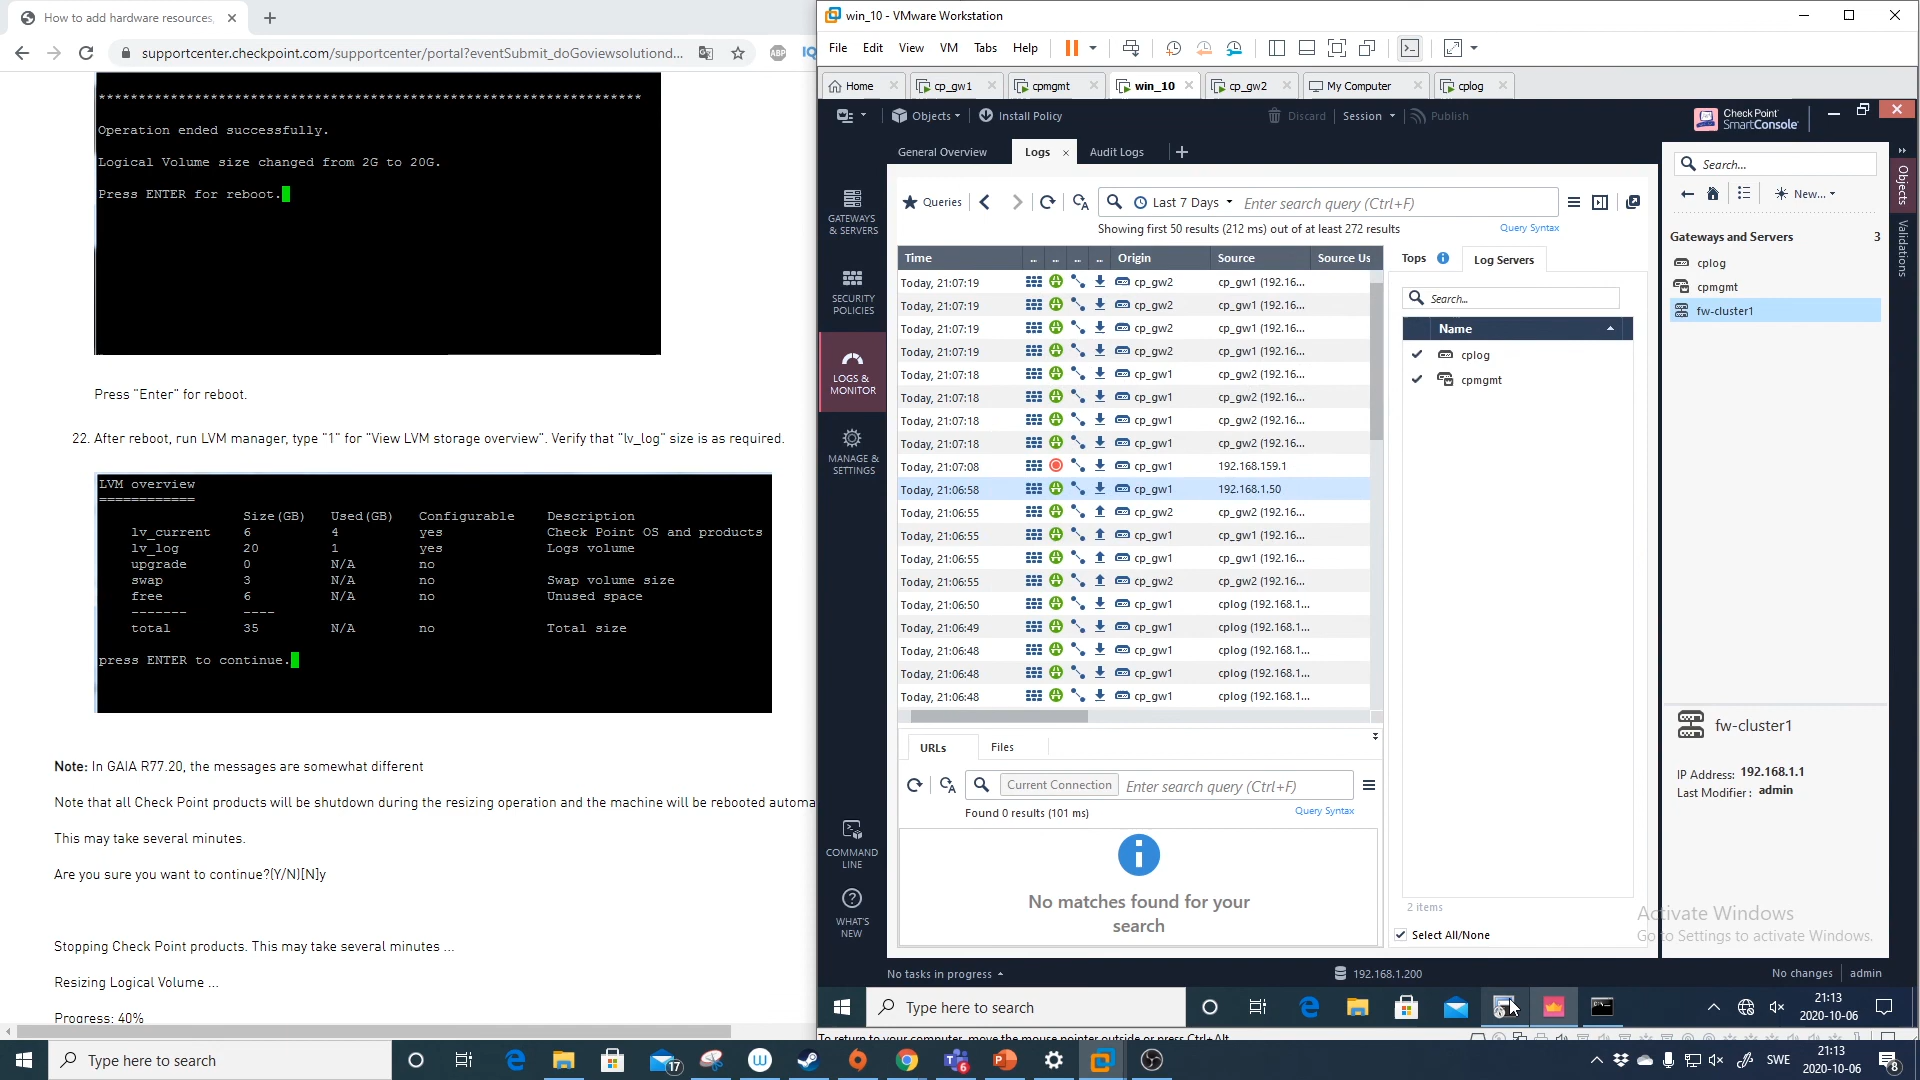 How to add hardware resources,
supportcenter.checkpoint.com/supportcenter/portal?eventSubmit_doGoviewsolutiond...
ABP
IQ
******************************************************************
Operation ended successfully.
Logical Volume size changed from 2G to 20G.
Press ENTER for reboot.
Press "Enter" for reboot.
22. After reboot, run LVM manager, type "1" for "View LVM storage overview". Verify that "lv_log" size is as required.
LVM overview
============
Size(GB) Used(GB) Configurable Description
lv_current 6 4 yes Check Point OS and products
lv_log 20 1 yes Logs volume
upgrade 0 N/A no
swap 3 N/A no Swap volume size
free 6 N/A no Unused space
------- ----
total 35 N/A no Total size
press ENTER to continue.
Note: In GAIA R77.20, the messages are somewhat different
Note that all Check Point products will be shutdown during the resizing operation and the machine will be rebooted automa
This may take several minutes.
Are you sure you want to continue?(Y/N)[N]y
Stopping Check Point products. This may take several minutes ...
Resizing Logical Volume ...
Progress: 40%
win_10 - VMware Workstation
File Edit View VM Tabs Help
Home cp_gw1 cpmgmt win_10 cp_gw2 My Computer cplog
Objects Install Policy Discard Session Publish
Check Point SmartConsole
General Overview Logs Audit Logs
GATEWAYS & SERVERS
SECURITY POLICIES
LOGS & MONITOR
MANAGE & SETTINGS
COMMAND LINE
WHAT'S NEW
Queries Last 7 Days Enter search query (Ctrl+F)
Showing first 50 results (212 ms) out of at least 272 results Query Syntax
Time ... ... ... ... Origin Source Source Us
Today, 21:07:19 cp_gw2 cp_gw1 (192.16...
Today, 21:07:19 cp_gw2 cp_gw1 (192.16...
Today, 21:07:19 cp_gw2 cp_gw1 (192.16...
Today, 21:07:19 cp_gw2 cp_gw1 (192.16...
Today, 21:07:18 cp_gw1 cp_gw2 (192.16...
Today, 21:07:18 cp_gw1 cp_gw2 (192.16...
Today, 21:07:18 cp_gw1 cp_gw2 (192.16...
Today, 21:07:18 cp_gw1 cp_gw2 (192.16...
Today, 21:07:08 cp_gw1 192.168.159.1
Today, 21:06:58 cp_gw1 192.168.1.50
Today, 21:06:55 cp_gw2 cp_gw2 (192.16...
Today, 21:06:55 cp_gw1 cp_gw1 (192.16...
Today, 21:06:55 cp_gw1 cp_gw1 (192.16...
Today, 21:06:55 cp_gw2 cp_gw2 (192.16...
Today, 21:06:50 cp_gw1 cplog (192.168.1...
Today, 21:06:49 cp_gw1 cplog (192.168.1...
Today, 21:06:48 cp_gw1 cplog (192.168.1...
Today, 21:06:48 cp_gw1 cplog (192.168.1...
Today, 21:06:48 cp_gw1 cplog (192.168.1...
URLs Files
Current Connection Enter search query (Ctrl+F)
Found 0 results (101 ms) Query Syntax
No matches found for your
search
Tops Log Servers
Search...
Name
cplog
cpmgmt
2 items
Select All/None
Search...
New...
Gateways and Servers 3
cplog
cpmgmt
fw-cluster1
Objects
Validations
fw-cluster1
IP Address: 192.168.1.1
Last Modifier: admin
Activate Windows
Go to Settings to activate Windows.
No tasks in progress 192.168.1.200 No changes admin
Type here to search
21:13
2020-10-06
To return to your computer, move the mouse pointer outside or press Ctrl+Alt.
Type here to search
17
6
SWE
21:13
2020-10-06
8